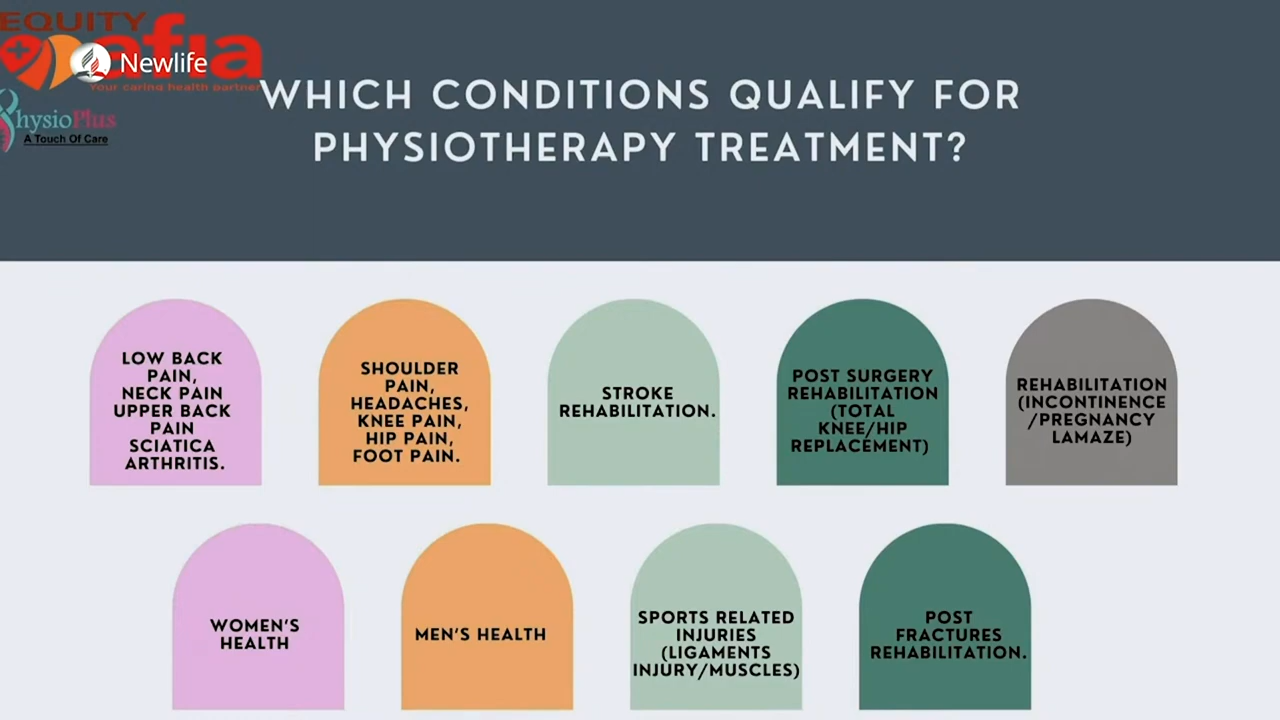 EQUITY
afia
Newlife
Your caring health partner
PhysioPlus
A Touch Of Care
WHICH CONDITIONS QUALIFY FOR
PHYSIOTHERAPY TREATMENT?
LOW BACK
PAIN,
NECK PAIN
UPPER BACK
PAIN
SCIATICA
ARTHRITIS.
SHOULDER
PAIN,
HEADACHES,
KNEE PAIN,
HIP PAIN,
FOOT PAIN.
STROKE
REHABILITATION.
POST SURGERY
REHABILITATION
(TOTAL
KNEE/HIP
REPLACEMENT)
REHABILITATION
(INCONTINENCE
/PREGNANCY
LAMAZE)
WOMEN'S
HEALTH
MEN'S HEALTH
SPORTS RELATED
INJURIES
(LIGAMENTS
INJURY/MUSCLES)
POST
FRACTURES
REHABILITATION.